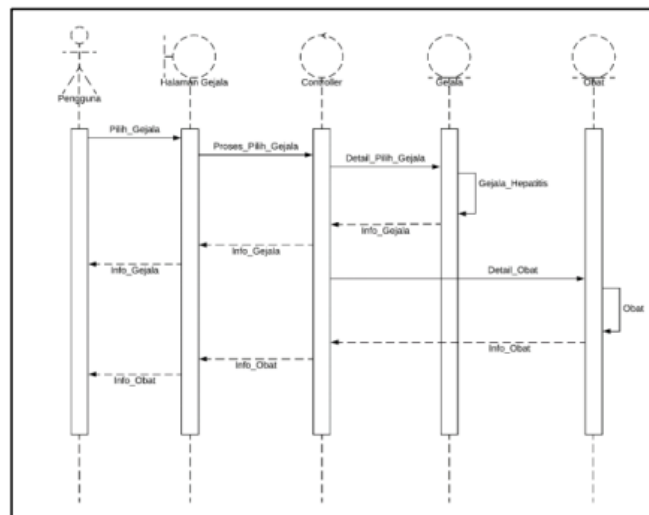 Pengguna
Halaman Gejala
Controller
Gejala
Obat
Pilih_Gejala
Proses_Pilih_Gejala
Detail_Pilih_Gejala
Gejala_Hepatitis
Info_Gejala
Info_Gejala
Info_Gejala
Detail_Obat
Obat
Info_Obat
Info_Obat
Info_Obat